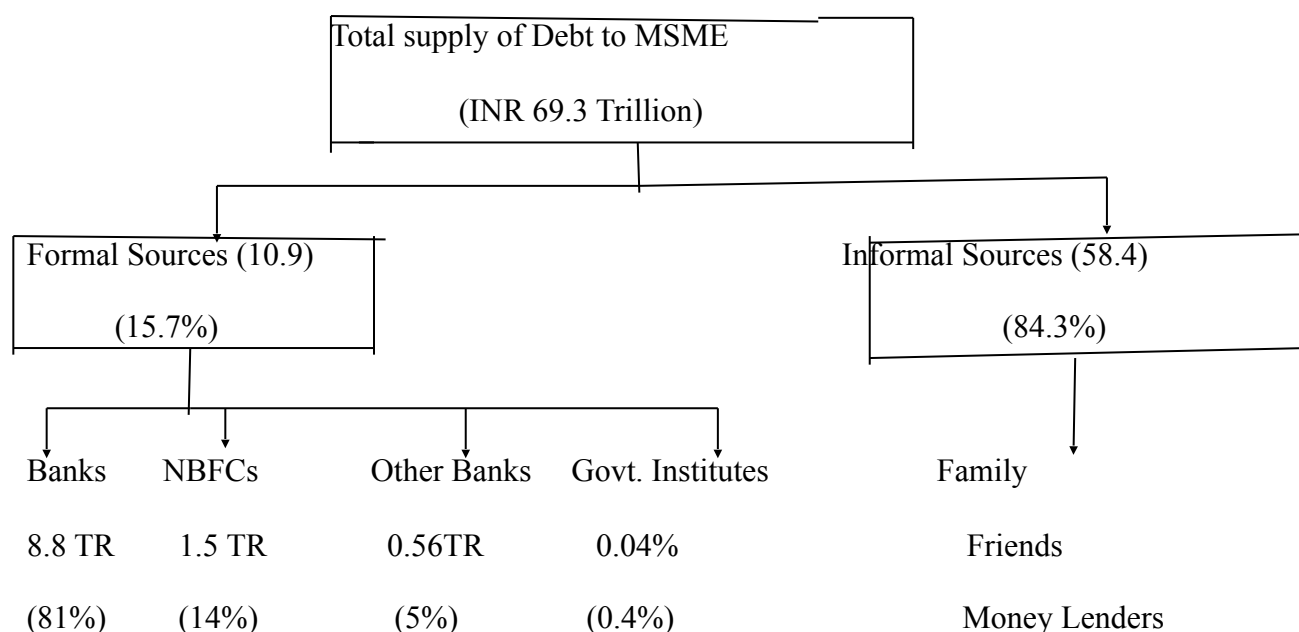 Total supply of Debt to MSME
(INR 69.3 Trillion)
Formal Sources (10.9)
Informal Sources (58.4)
(15.7%)
(84.3%)
Banks NBFCs Other Banks Govt. Institutes Family
8.8 TR 1.5 TR 0.56TR 0.04% Friends
(81%) (14%) (5%) (0.4%) Money Lenders